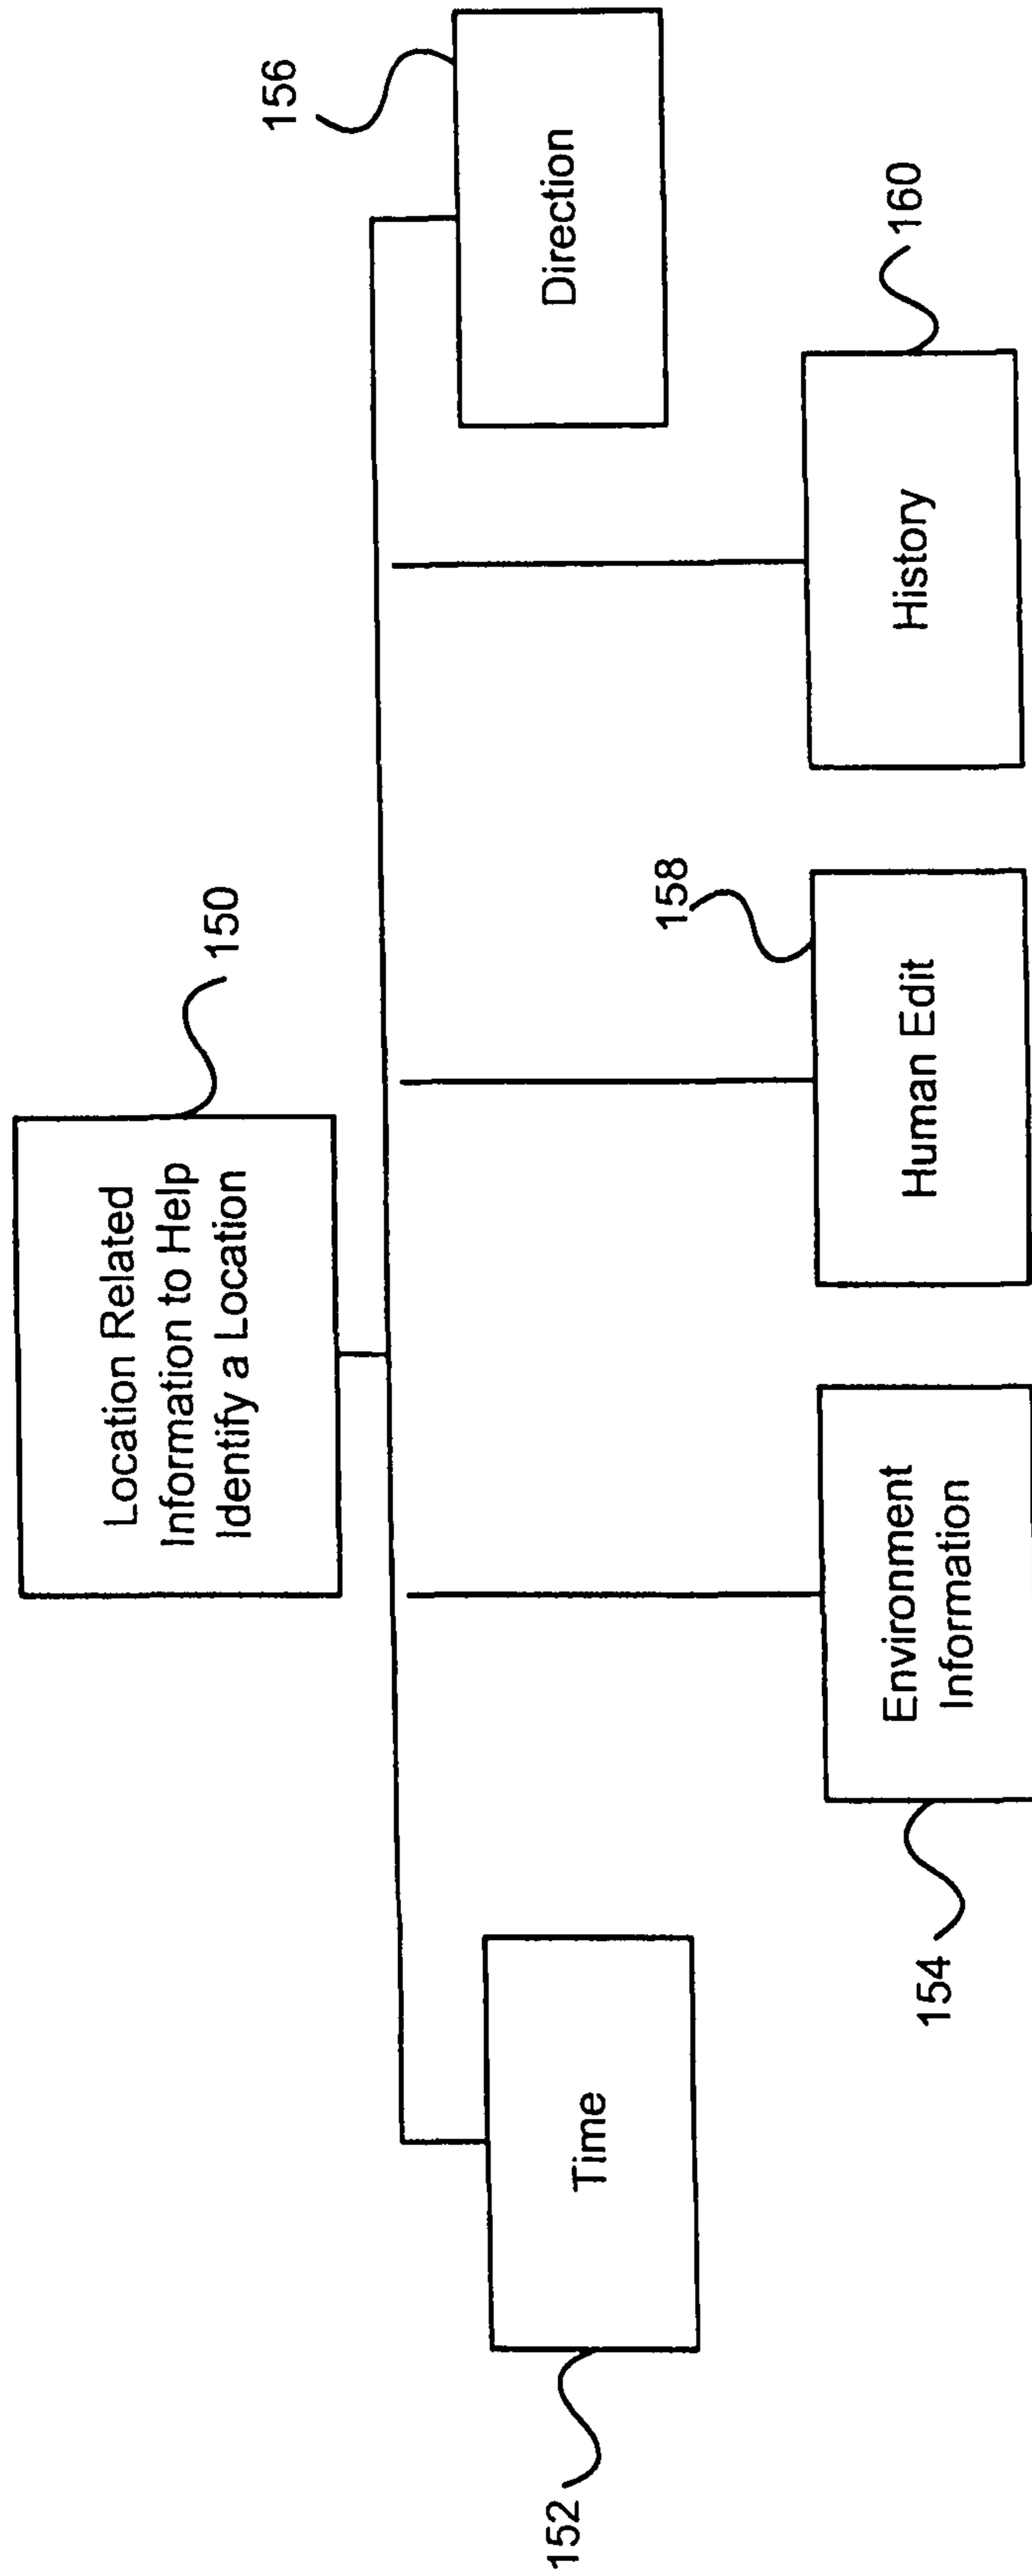 150
Location Related
Information to Help
Identify a Location
156
Direction
152
Time
160
History
158
Human Edit
154
Environment
Information